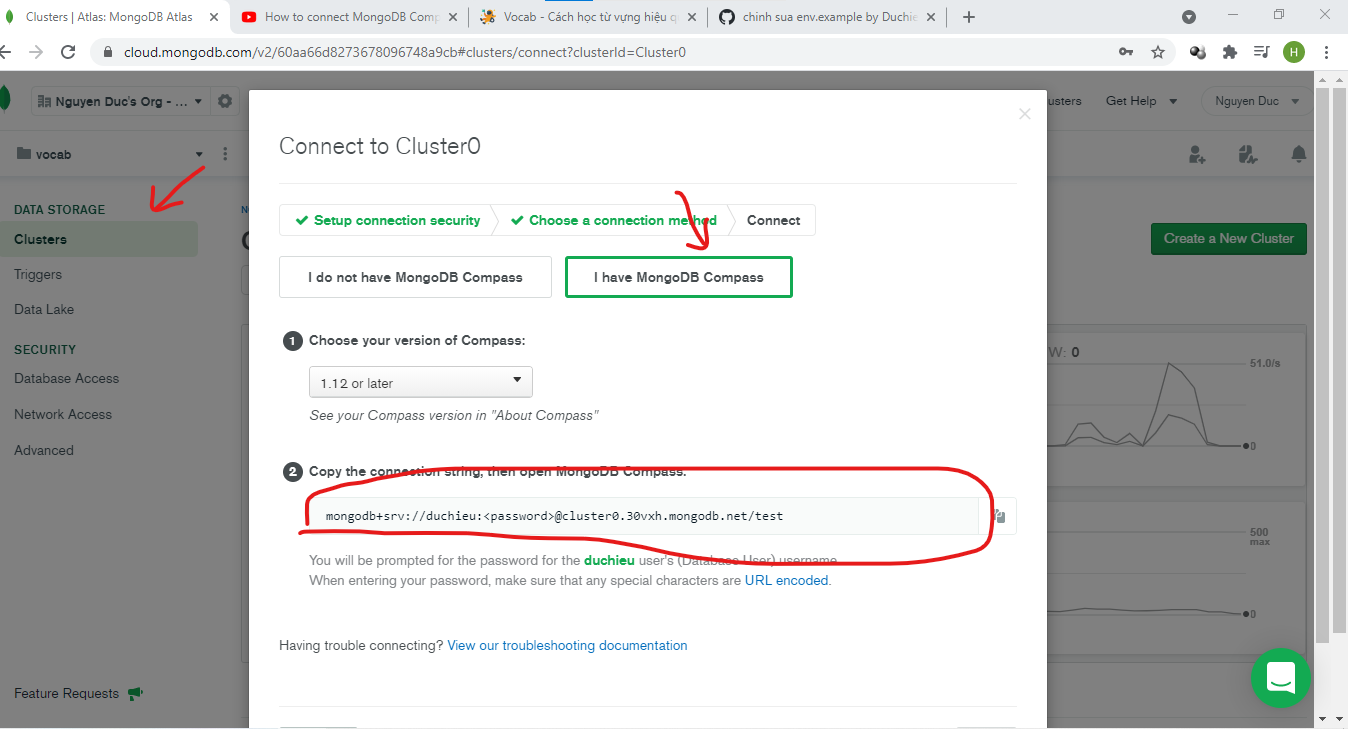 Clusters | Atlas: MongoDB Atlas
How to connect MongoDB Comp
Vocab - Cách học từ vựng hiệu q
chinh sua env.example by Duchie
cloud.mongodb.com/v2/60aa66d8273678096748a9cb#clusters/connect?clusterId=Cluster0
H
Nguyen Duc's Org - ...
usters
Get Help
Nguyen Duc
vocab
DATA STORAGE
Clusters
Triggers
Data Lake
SECURITY
Database Access
Network Access
Advanced
Feature Requests
Create a New Cluster
W: 0
51.0/s
0
500
max
0
Connect to Cluster0
Setup connection security
Choose a connection method
Connect
I do not have MongoDB Compass
I have MongoDB Compass
1 Choose your version of Compass:
1.12 or later
See your Compass version in "About Compass"
2 Copy the connection string, then open MongoDB Compass.
mongodb+srv://duchieu:<password>@cluster0.30vxh.mongodb.net/test
You will be prompted for the password for the duchieu user's (Database User) username.
When entering your password, make sure that any special characters are URL encoded.
Having trouble connecting? View our troubleshooting documentation